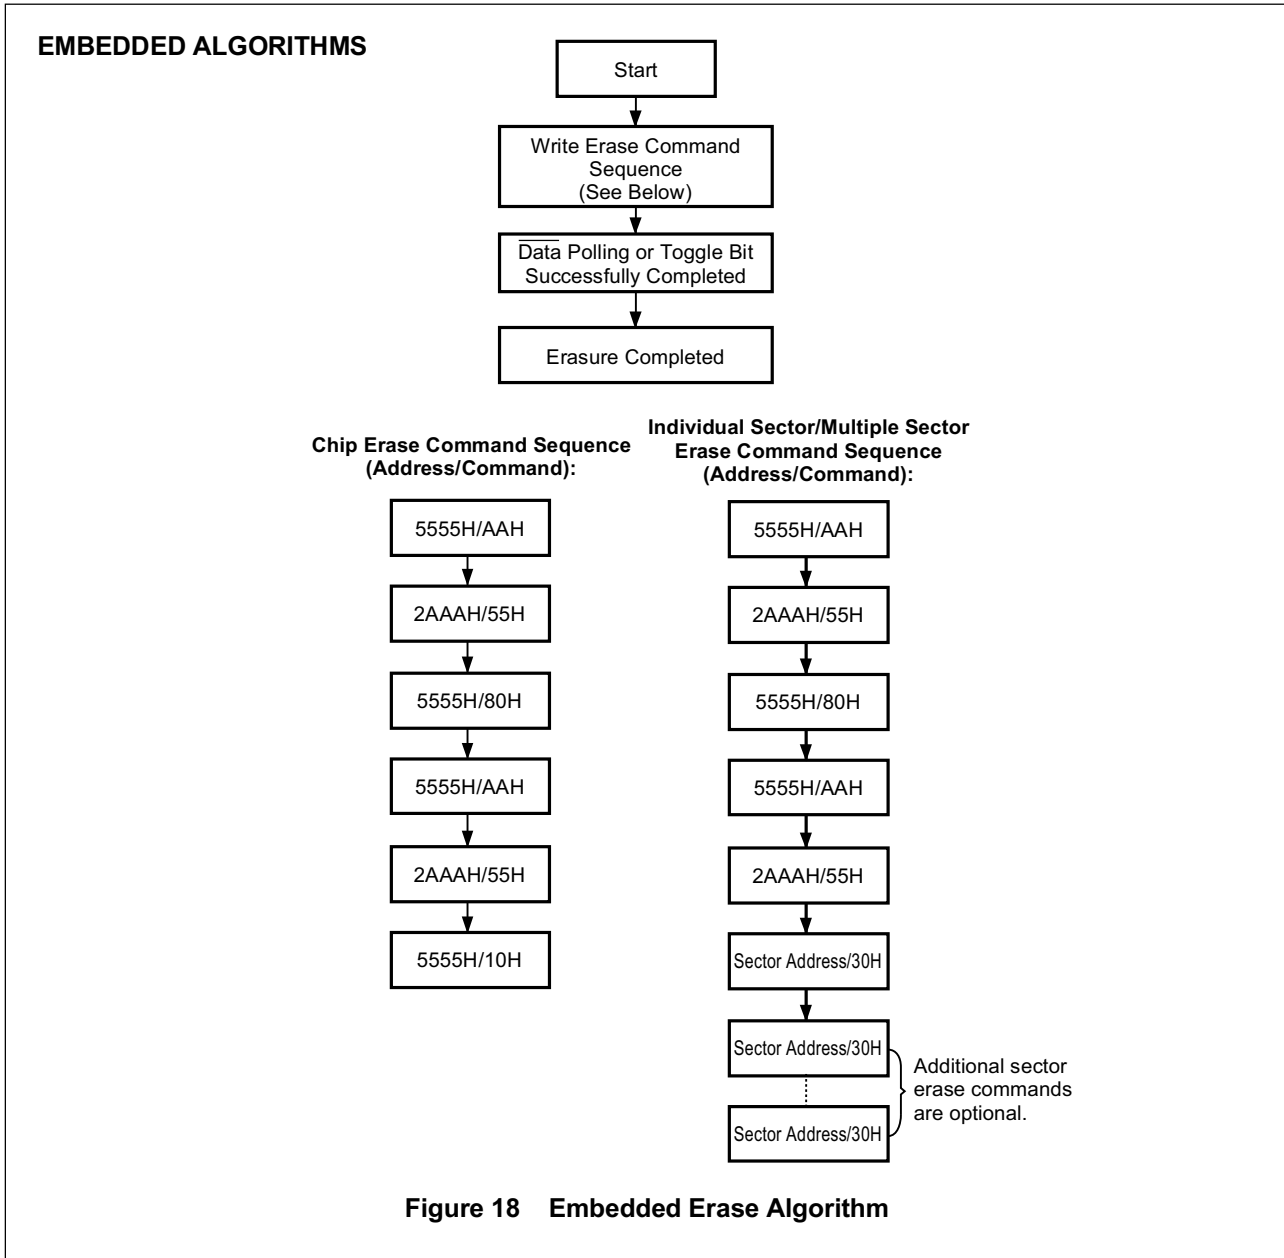 EMBEDDED ALGORITHMS
Start
Write Erase Command
Sequence
(See Below)
Data Polling or Toggle Bit
Successfully Completed
Erasure Completed
Chip Erase Command Sequence
(Address/Command):
5555H/AAH
2AAAH/55H
5555H/80H
5555H/AAH
2AAAH/55H
5555H/10H
Individual Sector/Multiple Sector
Erase Command Sequence
(Address/Command):
5555H/AAH
2AAAH/55H
5555H/80H
5555H/AAH
2AAAH/55H
Sector Address/30H
Sector Address/30H
Sector Address/30H
Additional sector
erase commands
are optional.
Figure 18 Embedded Erase Algorithm